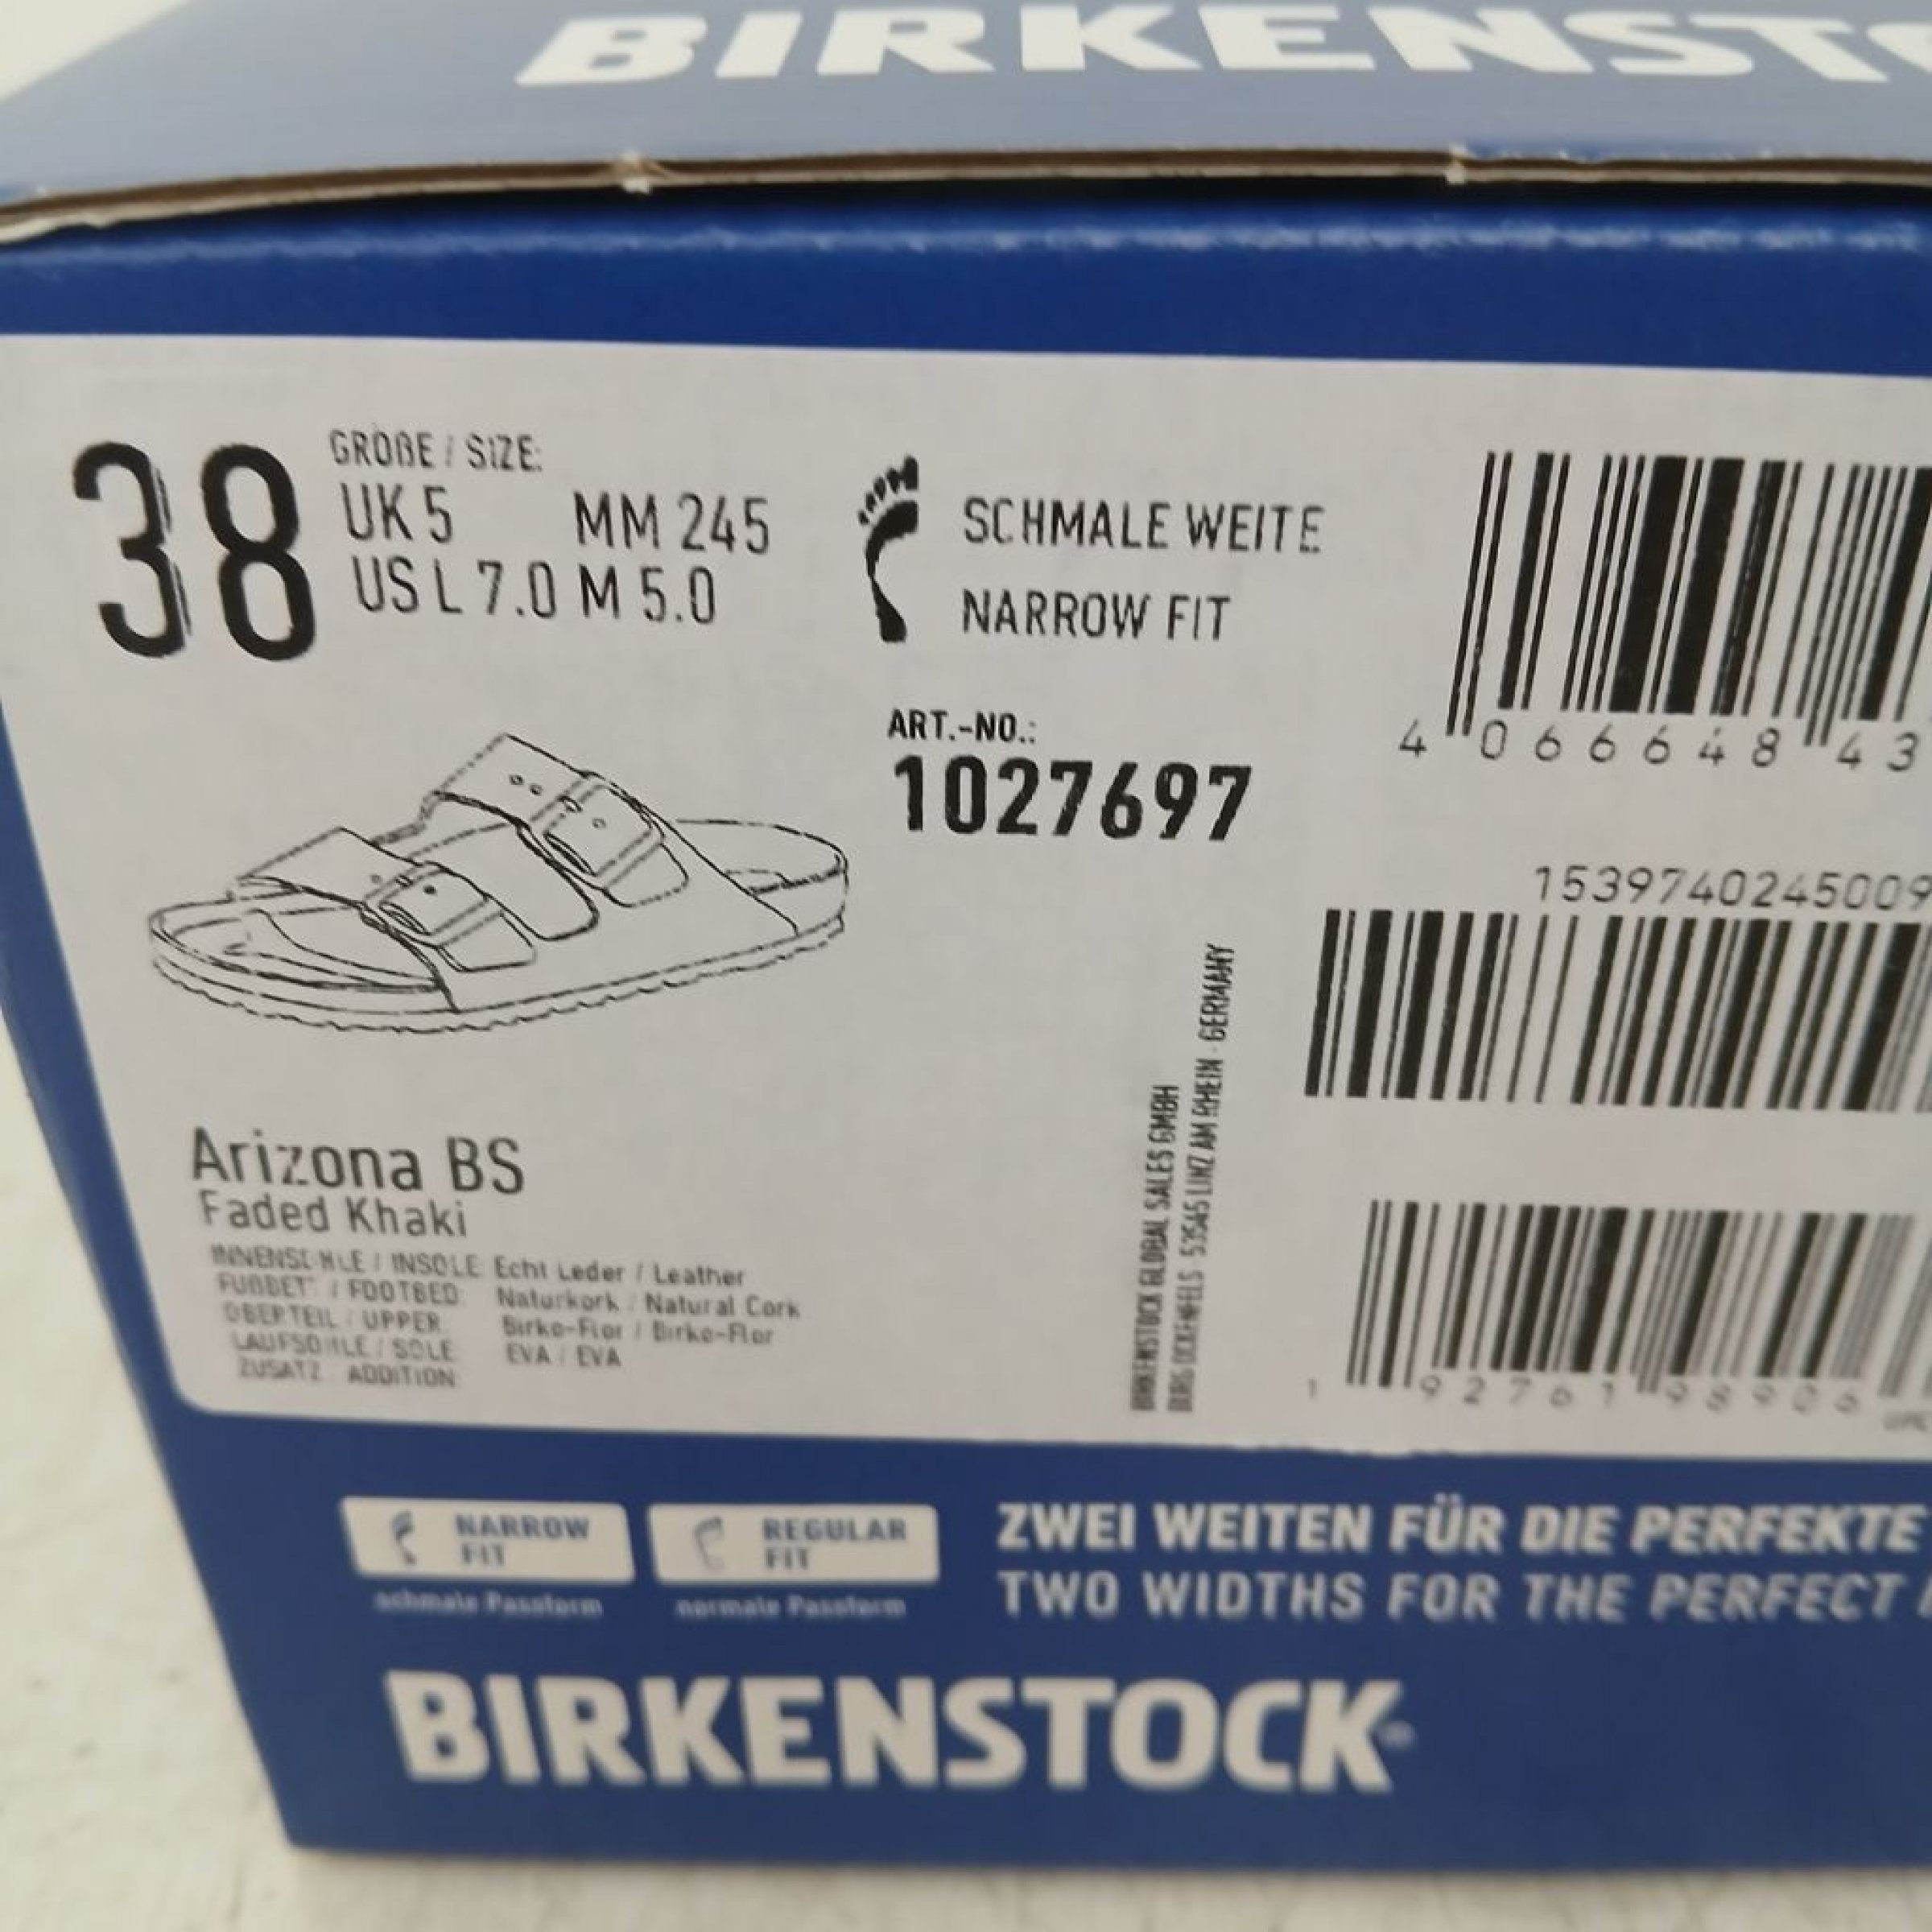 BIRKENST
38
GRÖßE / SIZE:
UK 5 MM 245
US L 7.0 M 5.0
SCHMALE WEITE
NARROW FIT
ART.-NO.:
1027697
4 066648 43
1539740245009
Arizona BS
Faded Khaki
INNENSOHLE / INSOLE: Echt Leder / Leather
FUßBETT / FOOTBED: Naturkork / Natural Cork
OBERTEIL / UPPER: Birko-Flor / Birko-Flor
LAUFSOHLE / SOLE: EVA / EVA
ZUSATZ ADDITION
BIRKENSTOCK GLOBAL SALES GMBH
BURG OCKENFELS 53545 LINZ AM RHEIN - GERMANY
1 92761
NARROW FIT
schmale Passform
REGULAR FIT
normale Passform
ZWEI WEITEN FÜR DIE PERFEKTE
TWO WIDTHS FOR THE PERFECT
BIRKENSTOCK